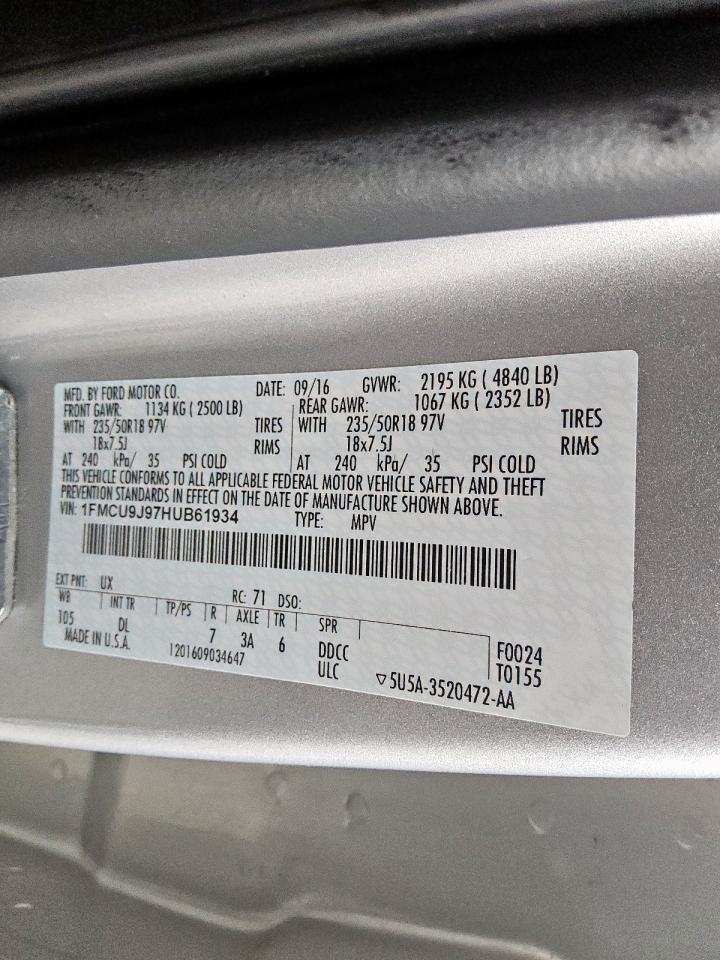 MFD. BY FORD MOTOR CO. DATE: 09/16 GVWR: 2195 KG ( 4840 LB)
FRONT GAWR: 1134 KG ( 2500 LB) REAR GAWR: 1067 KG ( 2352 LB)
WITH 235/50R18 97V TIRES WITH 235/50R18 97V TIRES
18x7.5J RIMS 18x7.5J RIMS
AT 240 kPa/ 35 PSI COLD AT 240 kPa/ 35 PSI COLD
THIS VEHICLE CONFORMS TO ALL APPLICABLE FEDERAL MOTOR VEHICLE SAFETY AND THEFT
PREVENTION STANDARDS IN EFFECT ON THE DATE OF MANUFACTURE SHOWN ABOVE.
VIN: 1FMCU9J97HUB61934 TYPE: MPV
EXT PNT: UX RC: 71 DSO:
WB INT TR TP/PS R AXLE TR SPR
105 DL 7 3A 6 DDCC F0024
MADE IN U.S.A. 1201609034647 ULC ▽5U5A-3520472-AA T0155